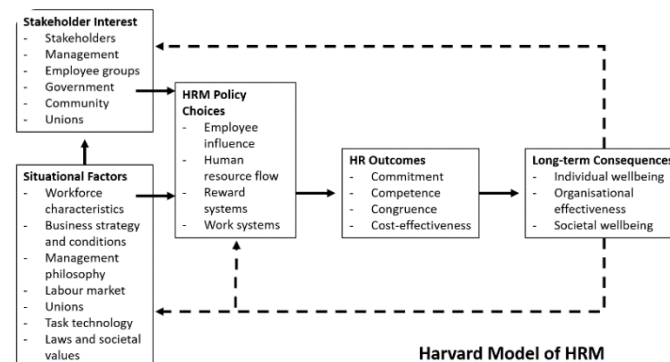 Stakeholder Interest
- Stakeholders
- Management
- Employee groups
- Government
- Community
- Unions
Situational Factors
- Workforce
characteristics
- Business strategy
and conditions
- Management
philosophy
- Labour market
- Unions
- Task technology
- Laws and societal
values
HRM Policy
Choices
- Employee
influence
- Human
resource flow
- Reward
systems
- Work systems
HR Outcomes
- Commitment
- Competence
- Congruence
- Cost-effectiveness
Long-term Consequences
- Individual wellbeing
- Organisational
effectiveness
- Societal wellbeing
Harvard Model of HRM